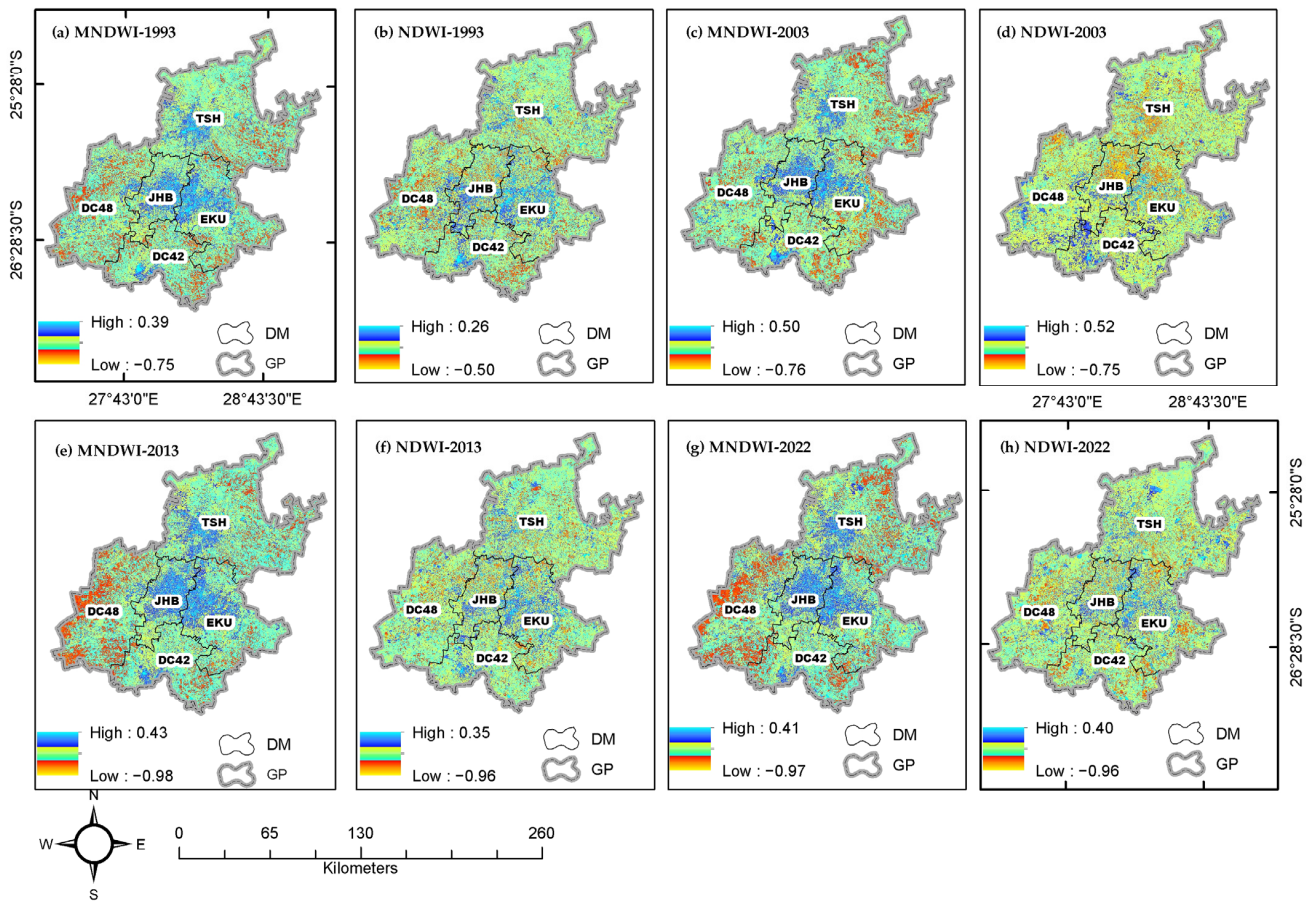 (a) MNDWI-1993
(b) NDWI-1993
(c) MNDWI-2003
(d) NDWI-2003
25°28'0"S
26°28'30"S
TSH
JHB
DC48
EKU
DC42
High : 0.39
Low : −0.75
DM
GP
TSH
JHB
DC48
EKU
DC42
High : 0.26
Low : −0.50
DM
GP
TSH
JHB
DC48
EKU
DC42
High : 0.50
Low : −0.76
DM
GP
TSH
JHB
DC48
EKU
DC42
High : 0.52
Low : −0.75
DM
GP
27°43'0"E
28°43'30"E
27°43'0"E
28°43'30"E
(e) MNDWI-2013
(f) NDWI-2013
(g) MNDWI-2022
(h) NDWI-2022
TSH
JHB
DC48
EKU
DC42
High : 0.43
Low : −0.98
DM
GP
TSH
JHB
DC48
EKU
DC42
High : 0.35
Low : −0.96
DM
GP
TSH
JHB
DC48
EKU
DC42
High : 0.41
Low : −0.97
DM
GP
TSH
JHB
DC48
EKU
DC42
High : 0.40
Low : −0.96
DM
GP
25°28'0"S
26°28'30"S
N
W
E
S
0 65 130 260
Kilometers